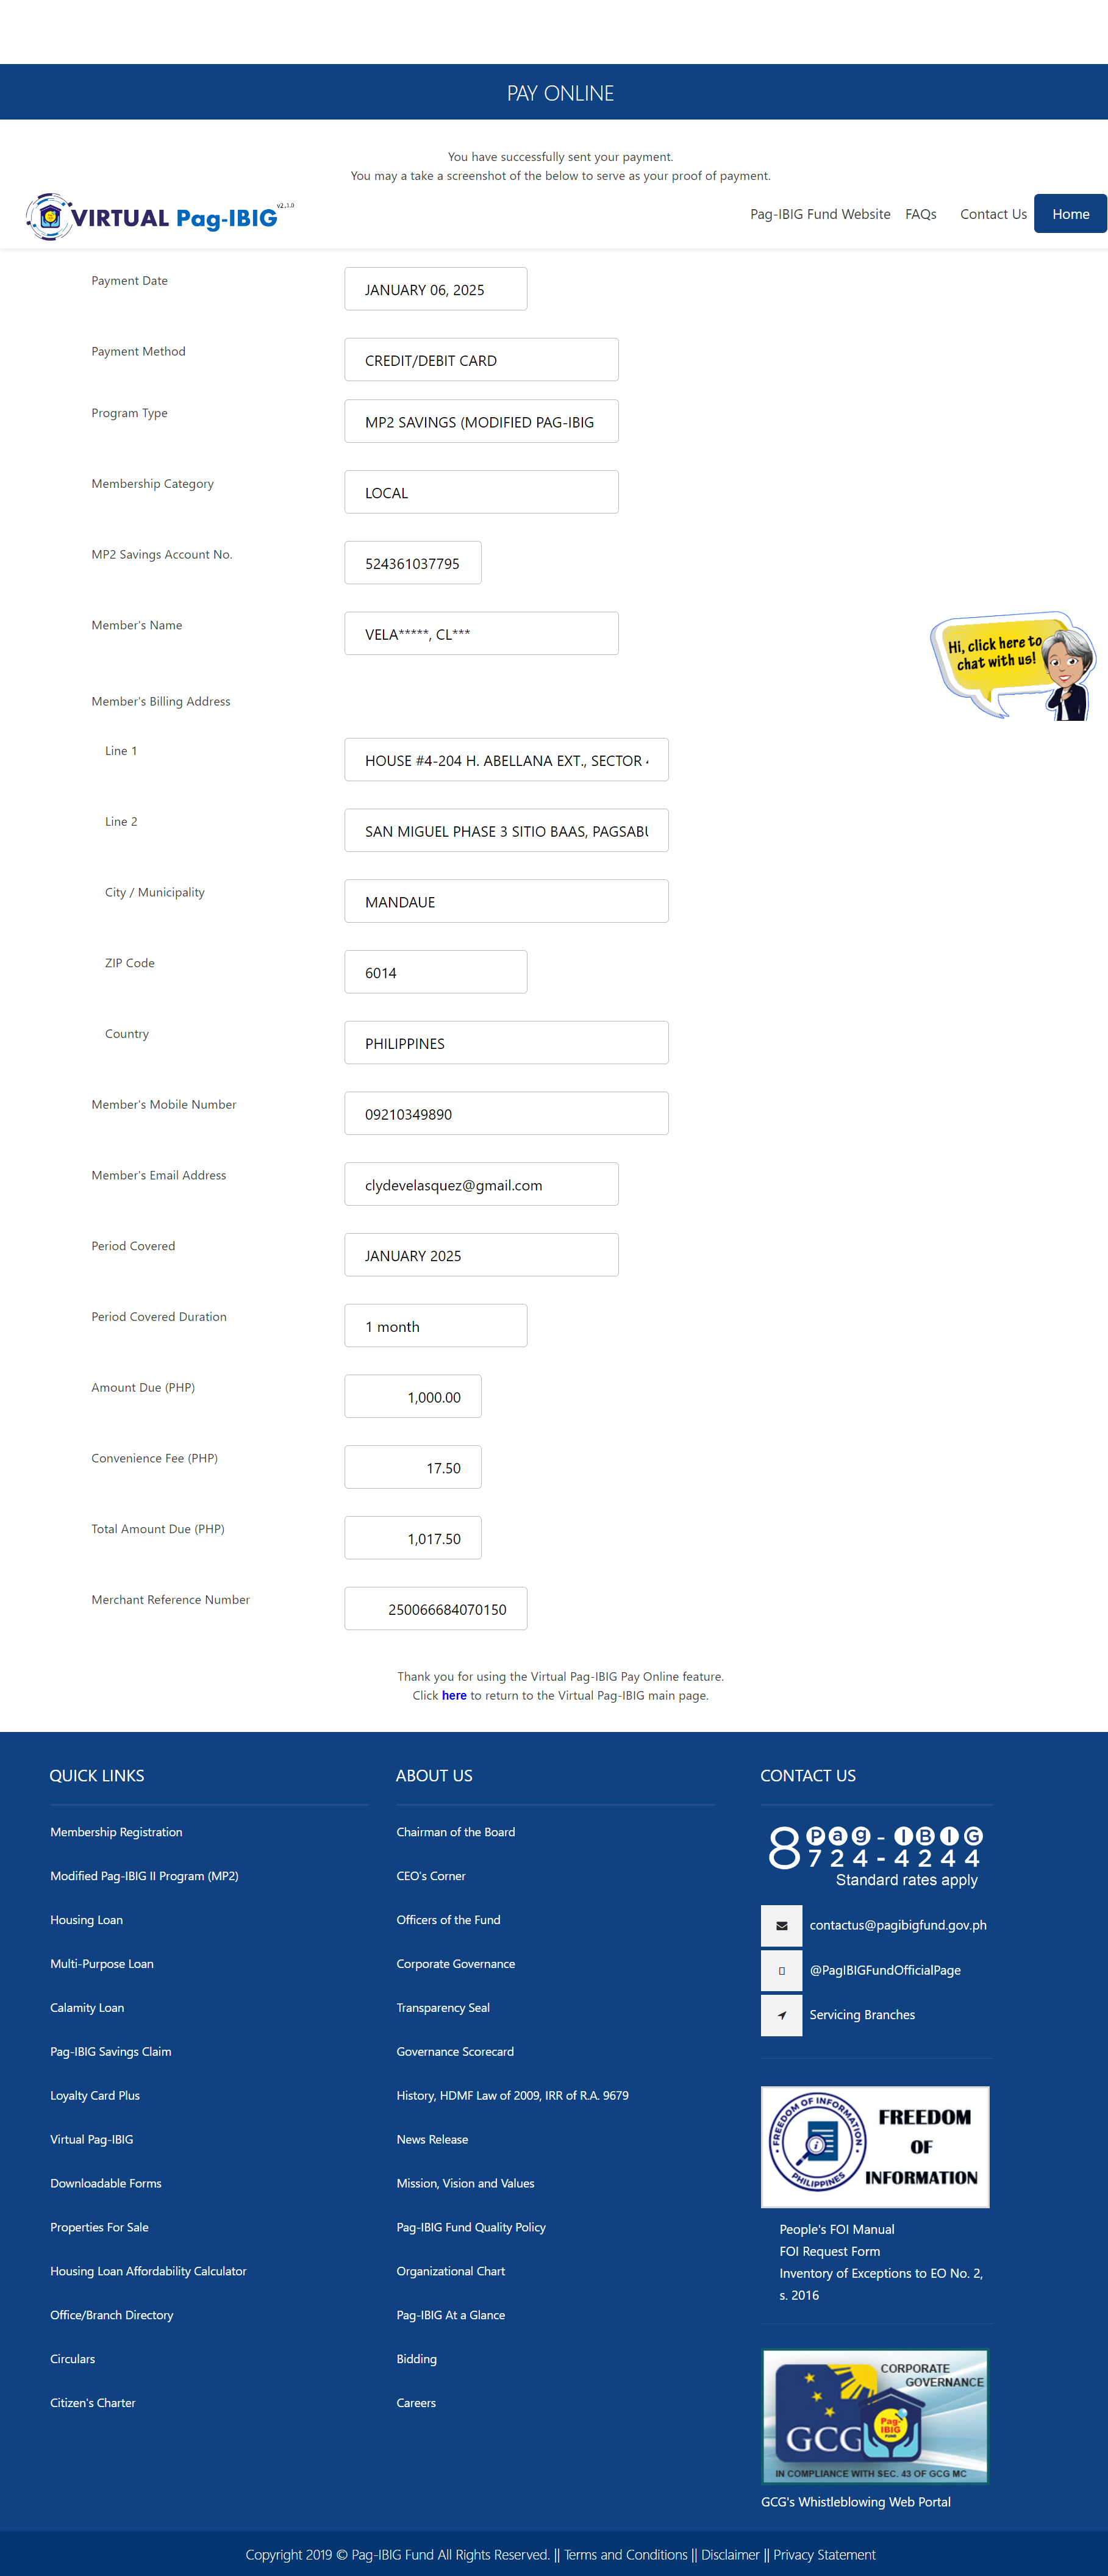 PAY ONLINE
You have successfully sent your payment.
You may a take a screenshot of the below to serve as your proof of payment.
VIRTUAL Pag-IBIG v2.1.0
Pag-IBIG Fund Website FAQs Contact Us Home
Payment Date JANUARY 06, 2025
Payment Method CREDIT/DEBIT CARD
Program Type MP2 SAVINGS (MODIFIED PAG-IBIG
Membership Category LOCAL
MP2 Savings Account No. 524361037795
Member's Name VELA*****, CL***
Hi, click here to
chat with us!
Member's Billing Address
Line 1 HOUSE #4-204 H. ABELLANA EXT., SECTOR
Line 2 SAN MIGUEL PHASE 3 SITIO BAAS, PAGSABU
City / Municipality MANDAUE
ZIP Code 6014
Country PHILIPPINES
Member's Mobile Number 09210349890
Member's Email Address clydevelasquez@gmail.com
Period Covered JANUARY 2025
Period Covered Duration 1 month
Amount Due (PHP) 1,000.00
Convenience Fee (PHP) 17.50
Total Amount Due (PHP) 1,017.50
Merchant Reference Number 250066684070150
Thank you for using the Virtual Pag-IBIG Pay Online feature.
Click here to return to the Virtual Pag-IBIG main page.
QUICK LINKS
Membership Registration
Modified Pag-IBIG II Program (MP2)
Housing Loan
Multi-Purpose Loan
Calamity Loan
Pag-IBIG Savings Claim
Loyalty Card Plus
Virtual Pag-IBIG
Downloadable Forms
Properties For Sale
Housing Loan Affordability Calculator
Office/Branch Directory
Circulars
Citizen's Charter
ABOUT US
Chairman of the Board
CEO's Corner
Officers of the Fund
Corporate Governance
Transparency Seal
Governance Scorecard
History, HDMF Law of 2009, IRR of R.A. 9679
News Release
Mission, Vision and Values
Pag-IBIG Fund Quality Policy
Organizational Chart
Pag-IBIG At a Glance
Bidding
Careers
CONTACT US
8 Pag-IBIG
724-4244
Standard rates apply
contactus@pagibigfund.gov.ph
@PagIBIGFundOfficialPage
Servicing Branches
FREEDOM OF INFORMATION
PHILIPPINES
FREEDOM
OF
INFORMATION
People's FOI Manual
FOI Request Form
Inventory of Exceptions to EO No. 2,
s. 2016
CORPORATE
GOVERNANCE
GCG
Pag-IBIG
FUND
IN COMPLIANCE WITH SEC. 43 OF GCG MC
GCG's Whistleblowing Web Portal
Copyright 2019 © Pag-IBIG Fund All Rights Reserved. || Terms and Conditions || Disclaimer || Privacy Statement